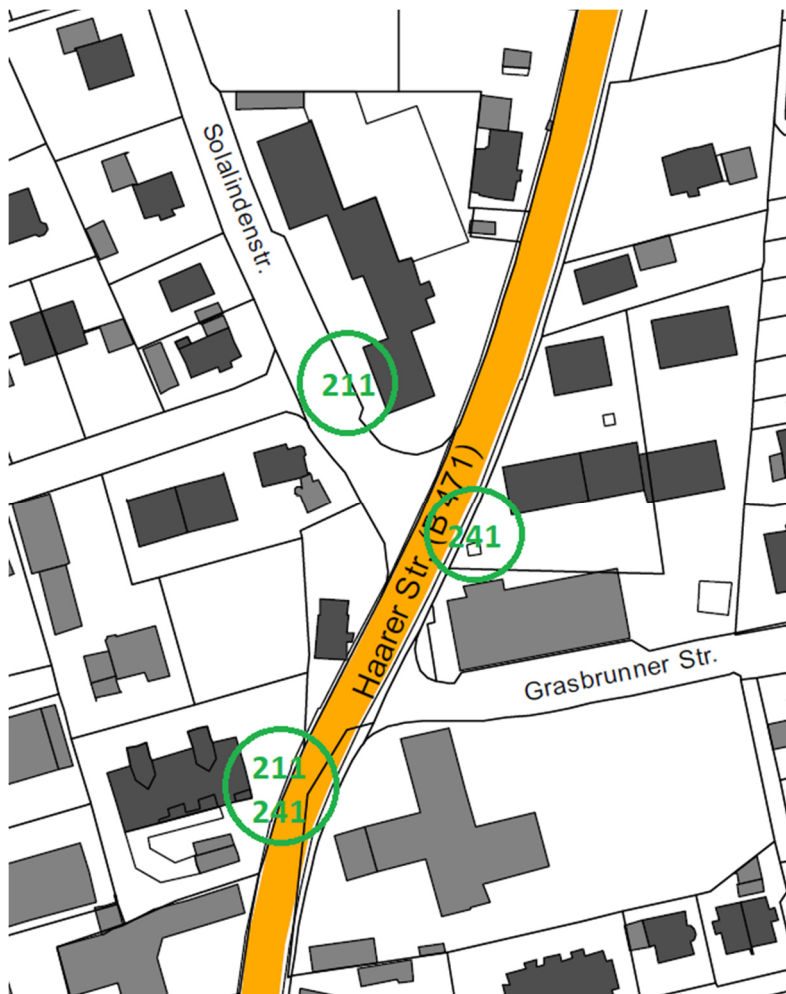 Solalindenstr.
211
Haarer Str. (B 471)
241
Grasbrunner Str.
211
241